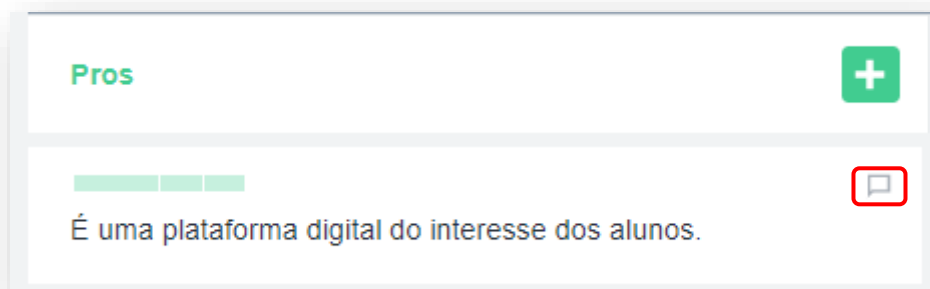 Pros
É uma plataforma digital do interesse dos alunos.